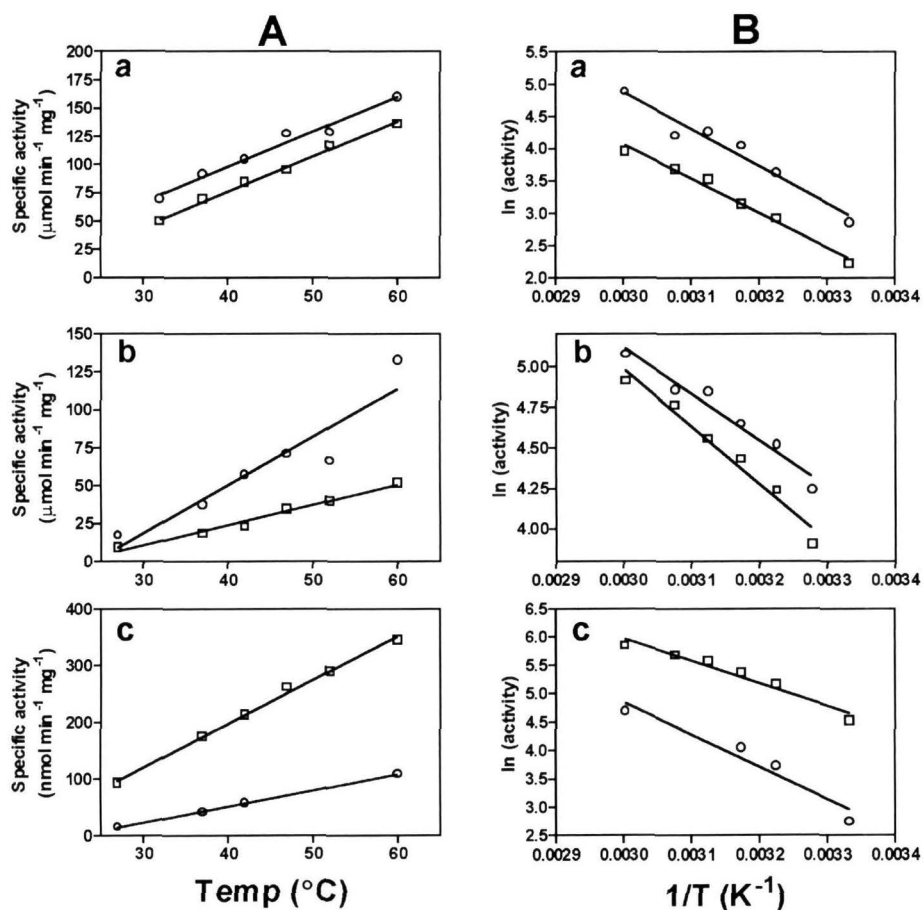 A
B
a
200
175
150
125
100
75
50
25
0
Specific activity
(µmol min⁻¹ mg⁻¹)
30 40 50 60
a
5.5
5.0
4.5
4.0
3.5
3.0
2.5
2.0
ln (activity)
0.0029 0.0030 0.0031 0.0032 0.0033 0.0034
b
150
125
100
75
50
25
0
Specific activity
(µmol min⁻¹ mg⁻¹)
30 40 50 60
b
5.00
4.75
4.50
4.25
4.00
ln (activity)
0.0029 0.0030 0.0031 0.0032 0.0033 0.0034
c
400
300
200
100
0
Specific activity
(nmol min⁻¹ mg⁻¹)
30 40 50 60
Temp (°C)
c
6.5
6.0
5.5
5.0
4.5
4.0
3.5
3.0
2.5
ln (activity)
0.0029 0.0030 0.0031 0.0032 0.0033 0.0034
1/T (K⁻¹)